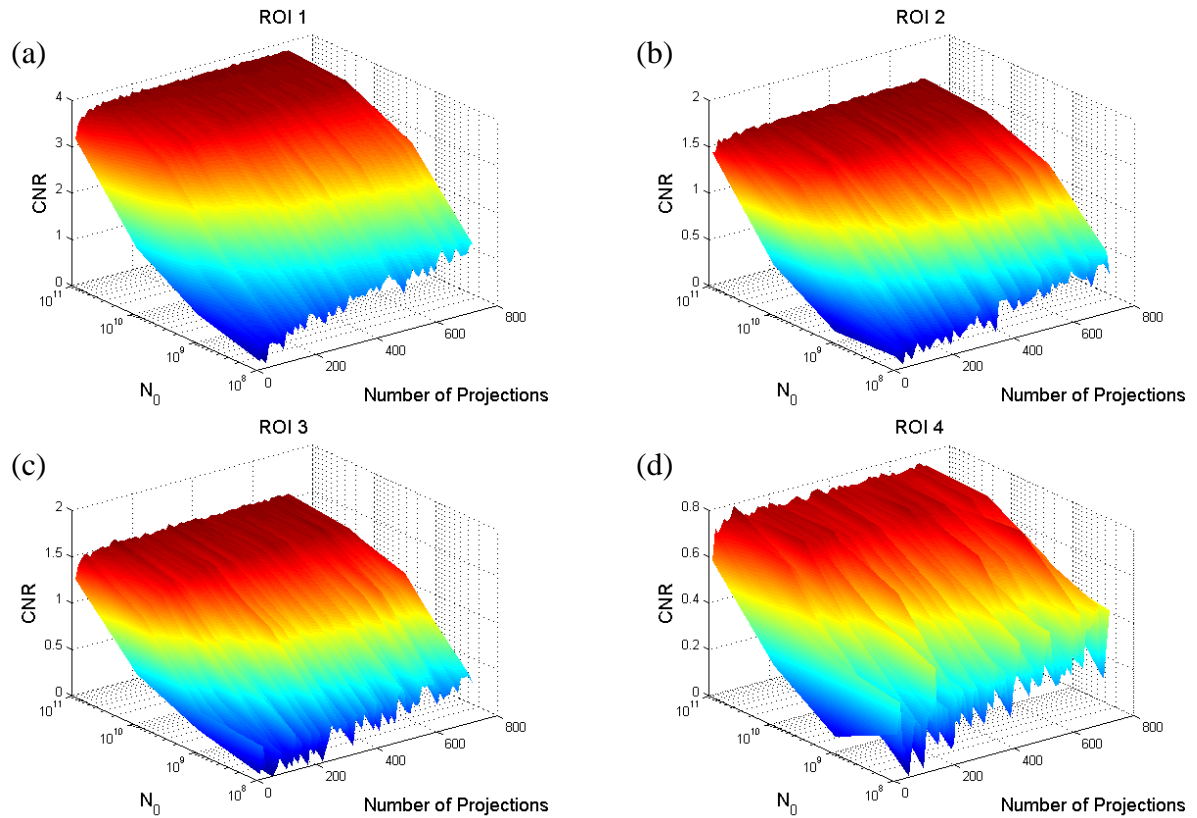 ROI 1
(a)
CNR
4
3
2
1
0
10^11
10^10
10^9
10^8
N_0
0
200
400
600
800
Number of Projections
ROI 2
(b)
CNR
2
1.5
1
0.5
0
10^11
10^10
10^9
10^8
N_0
0
200
400
600
800
Number of Projections
ROI 3
(c)
CNR
2
1.5
1
0.5
0
10^11
10^10
10^9
10^8
N_0
0
200
400
600
800
Number of Projections
ROI 4
(d)
CNR
0.8
0.6
0.4
0.2
0
10^11
10^10
10^9
10^8
N_0
0
200
400
600
800
Number of Projections